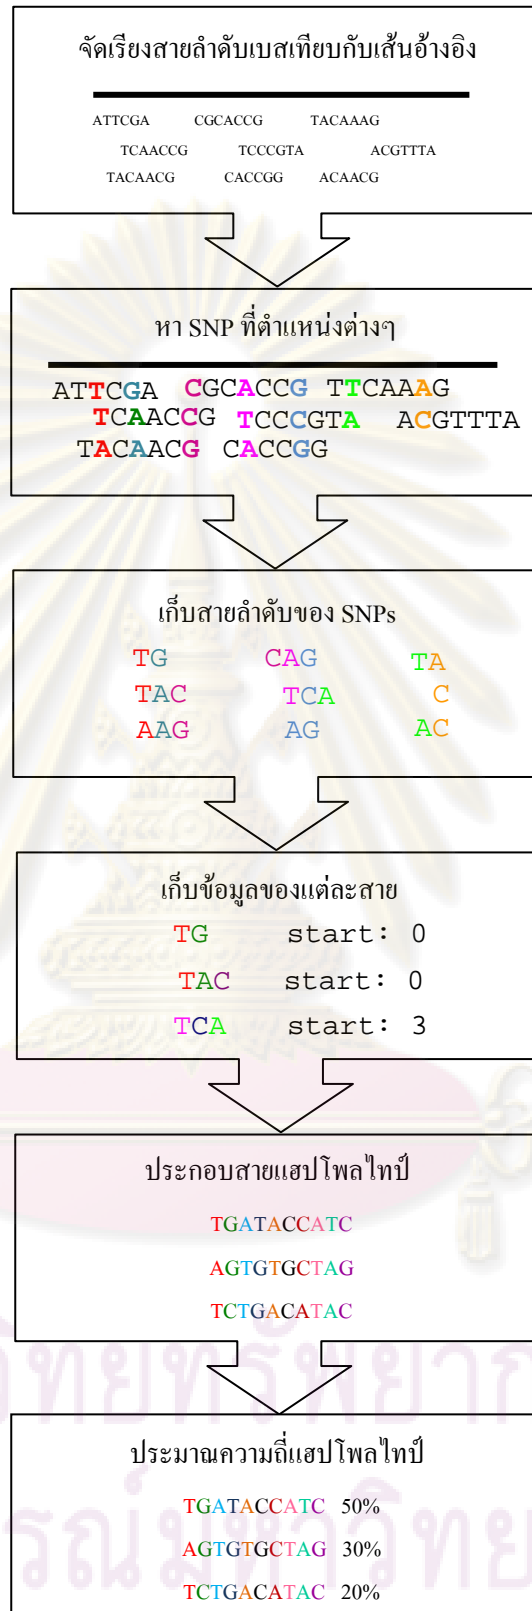 จัดเรียงสายลำดับเบสเทียบกับเส้นอ้างอิง
ATTCGA CGCACCG TACAAAG
TCAACCG TCCCGTA ACGTTTA
TACAACG CACCGG ACAACG
หา SNP ที่ตำแหน่งต่างๆ
ATTCGA CGCACCG TTCAAAG
TCAACCG TCCCGTA ACGTTTA
TACAACG CACCGG
เก็บสายลำดับของ SNPs
TG CAG TA
TAC TCA C
AAG AG AC
เก็บข้อมูลของแต่ละสาย
TG start: 0
TAC start: 0
TCA start: 3
ประกอบสายแฮปโพลไทป์
TGATACCATC
AGTGTGCTAG
TCTGACATAC
ประมาณความถี่แฮปโพลไทป์
TGATACCATC 50%
AGTGTGCTAG 30%
TCTGACATAC 20%